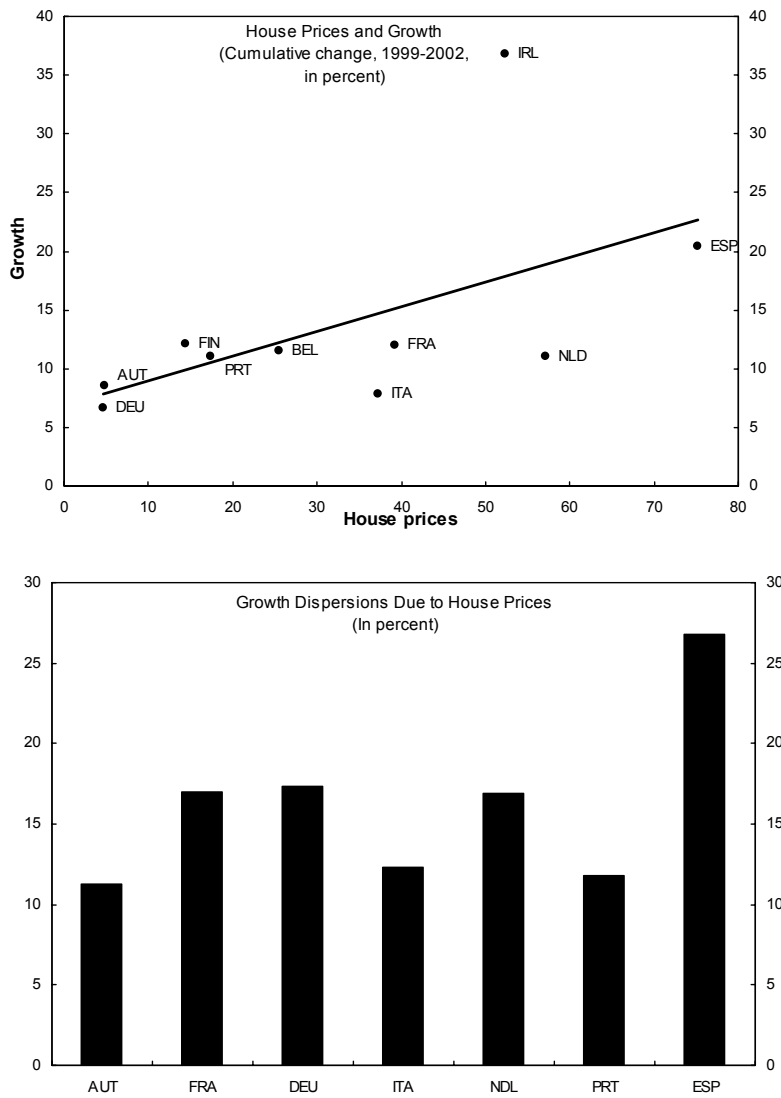 House Prices and Growth
(Cumulative change, 1999-2002,
in percent)
40
35
30
25
20
15
10
5
0
Growth
40
35
30
25
20
15
10
5
0
IRL
ESP
FIN
PRT
BEL
FRA
NLD
AUT
DEU
ITA
0 10 20 30 40 50 60 70 80
House prices
Growth Dispersions Due to House Prices
(In percent)
30
25
20
15
10
5
0
30
25
20
15
10
5
0
AUT FRA DEU ITA NDL PRT ESP